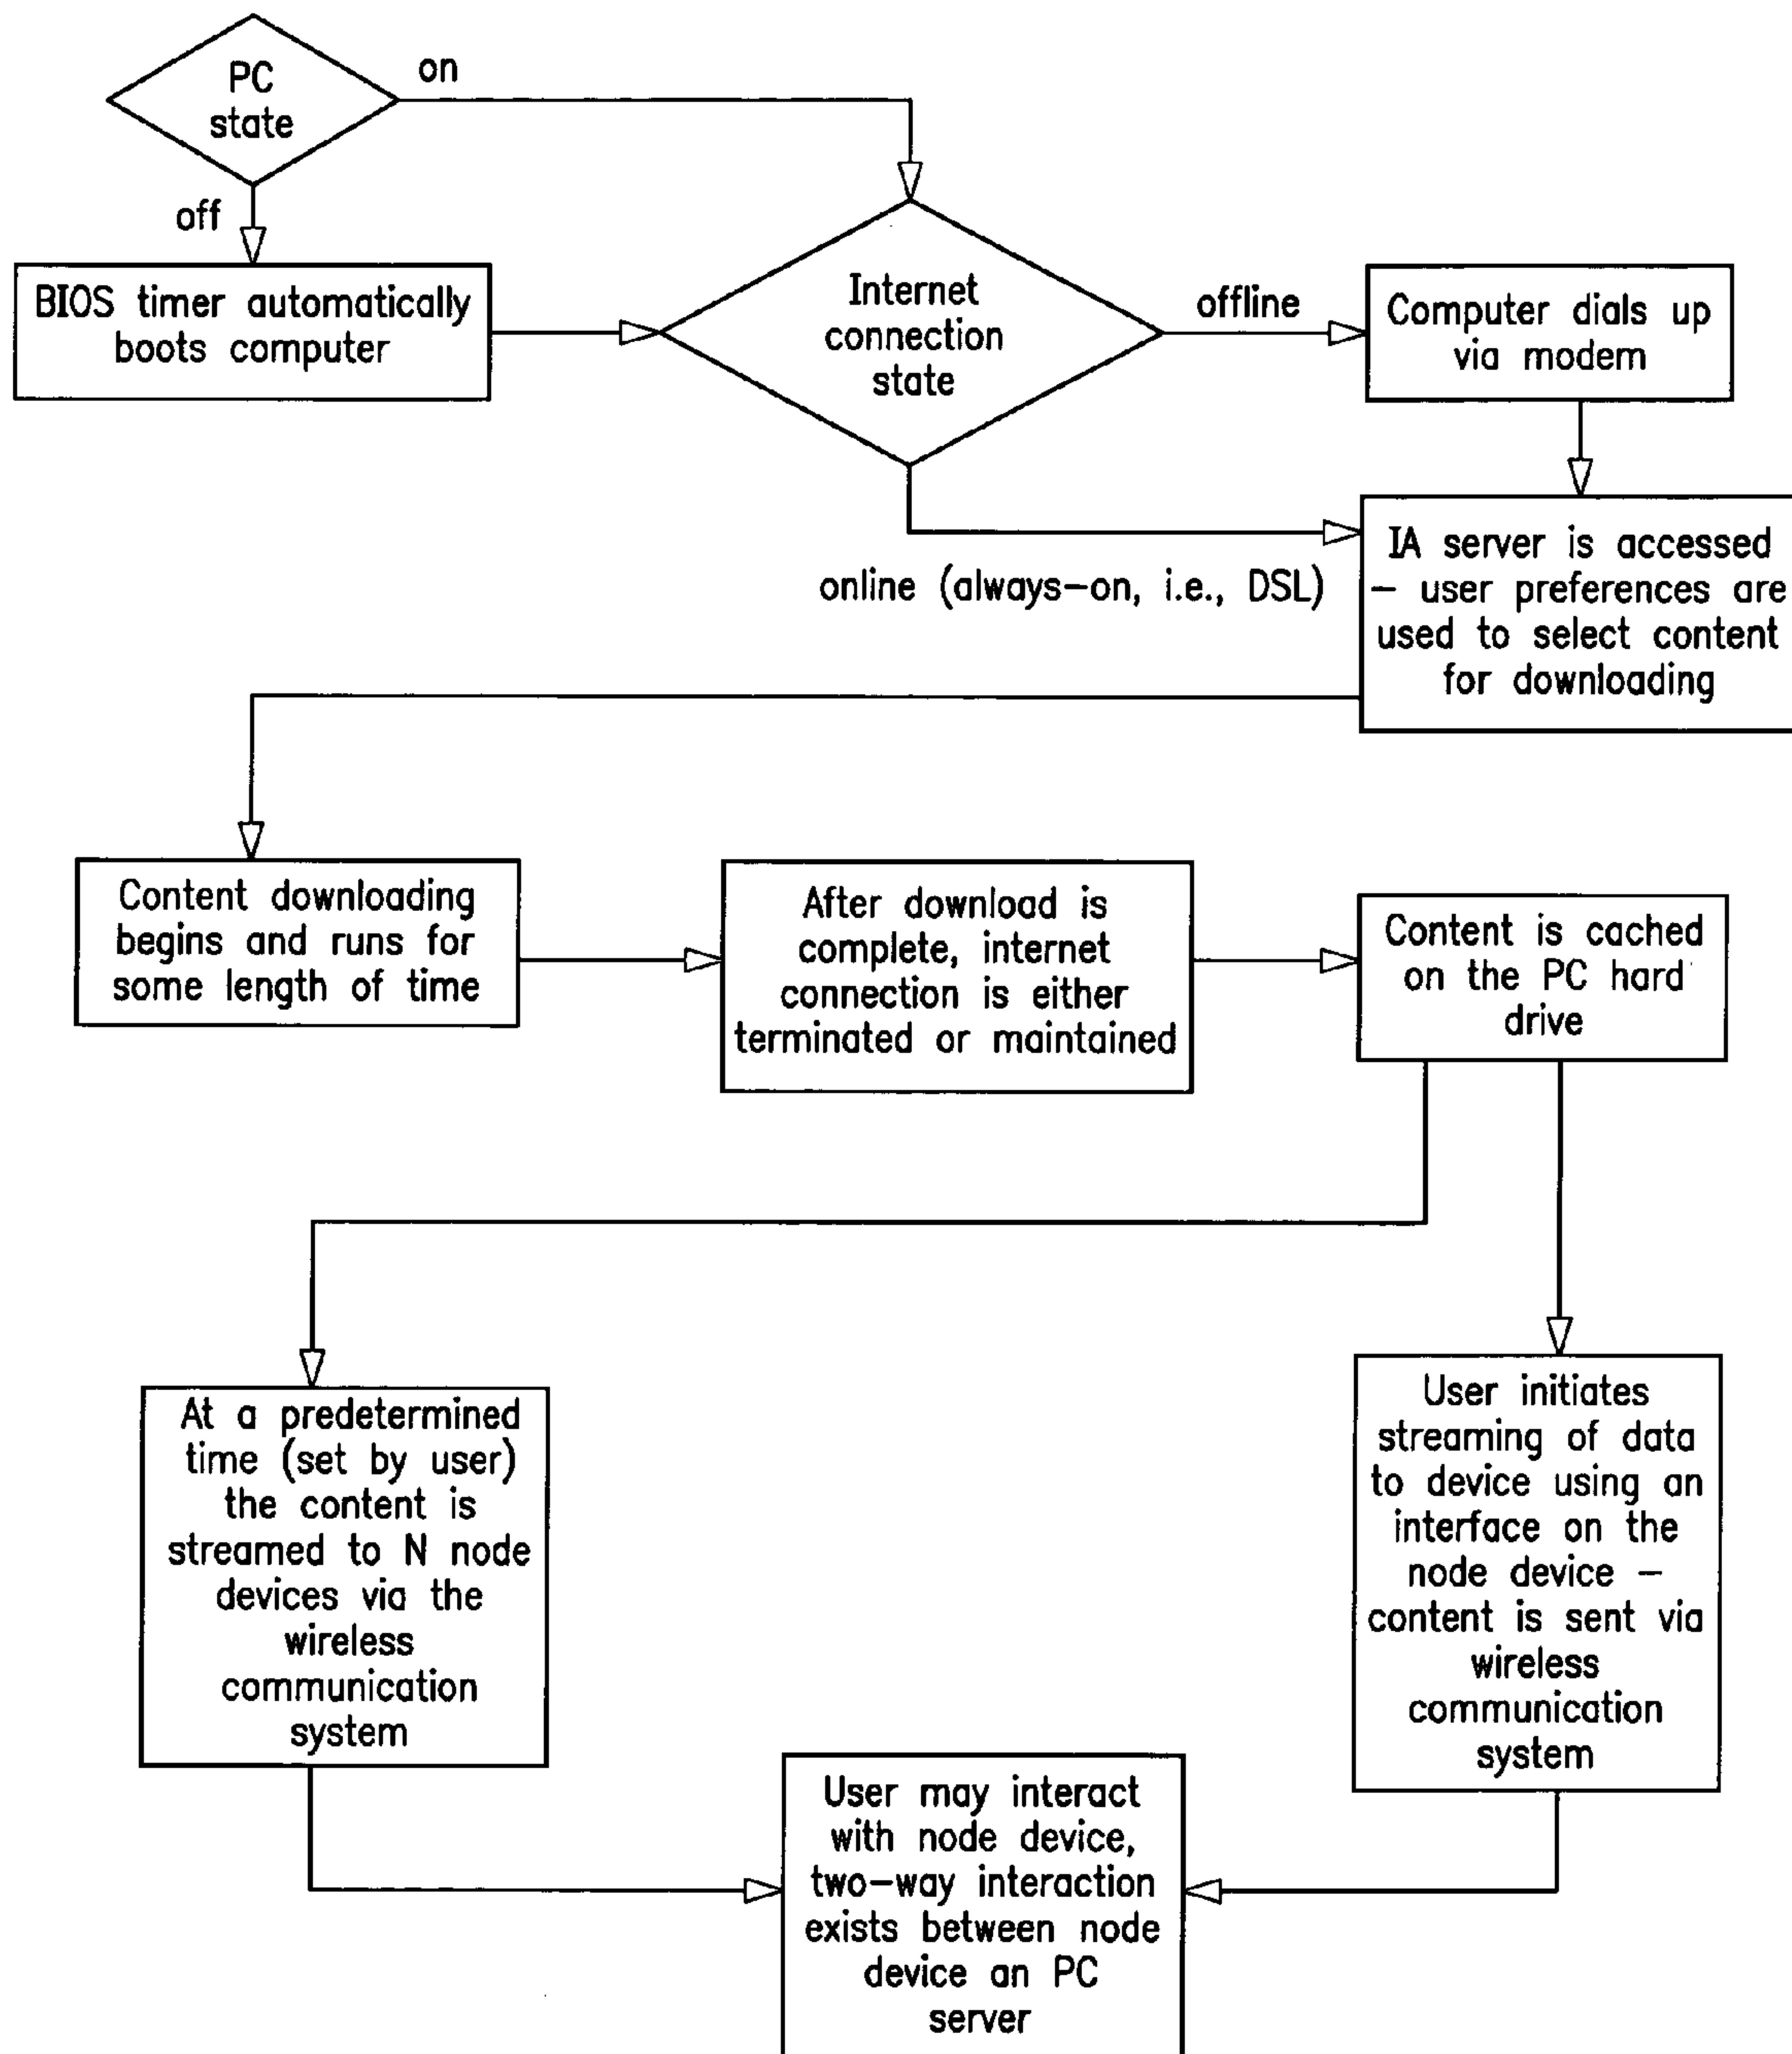 PC
state
on
off
BIOS timer automatically
boots computer
Internet
connection
state
offline
Computer dials up
via modem
online (always-on, i.e., DSL)
IA server is accessed
- user preferences are
used to select content
for downloading
Content downloading
begins and runs for
some length of time
After download is
complete, internet
connection is either
terminated or maintained
Content is cached
on the PC hard
drive
At a predetermined
time (set by user)
the content is
streamed to N node
devices via the
wireless
communication
system
User initiates
streaming of data
to device using an
interface on the
node device -
content is sent via
wireless
communication
system
User may interact
with node device,
two-way interaction
exists between node
device an PC
server